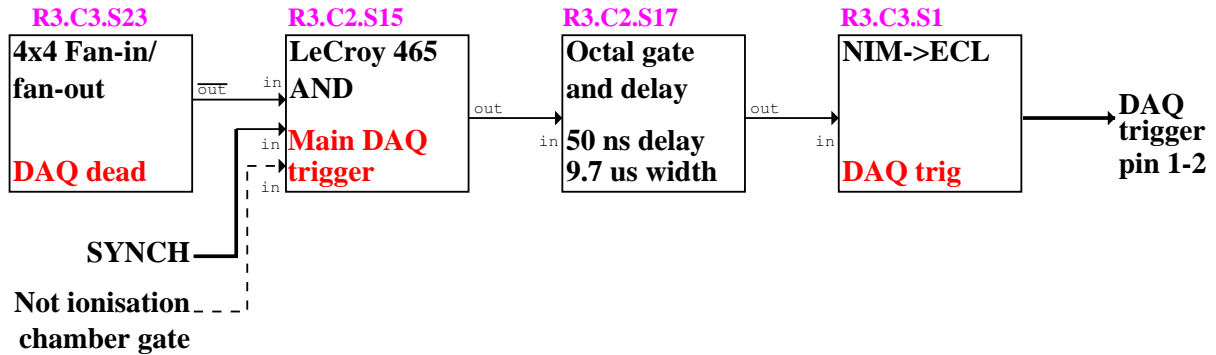 R3.C3.S23
4x4 Fan-in/
fan-out
DAQ dead
out
in
in
in
R3.C2.S15
LeCroy 465
AND
Main DAQ
trigger
out
in
R3.C2.S17
Octal gate
and delay
50 ns delay
9.7 us width
out
in
R3.C3.S1
NIM->ECL
DAQ trig
DAQ
trigger
pin 1-2
SYNCH
Not ionisation
chamber gate